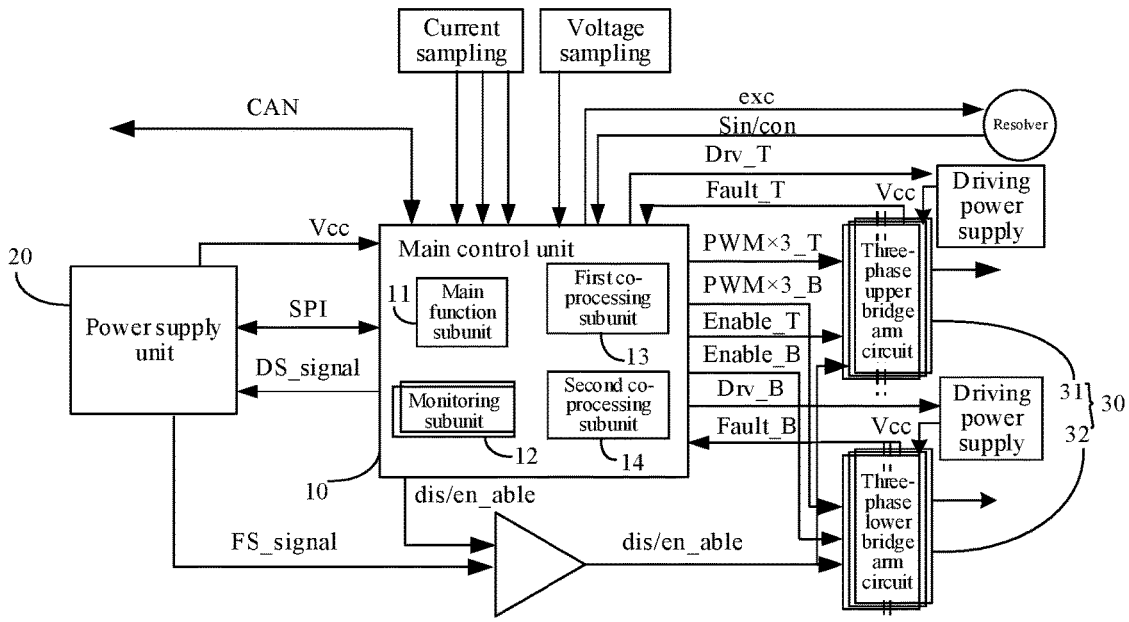 Current
sampling
Voltage
sampling
CAN
exc
Sin/con
Resolver
Drv_T
Fault_T
Vcc
Driving
power
supply
20
Vcc
Power supply
unit
SPI
DS_signal
Main control unit
11
Main
function
subunit
First co-
processing
subunit
13
Monitoring
subunit
12
Second co-
processing
subunit
14
10
PWM×3_T
PWM×3_B
Enable_T
Enable_B
Drv_B
Fault_B
Three-
phase
upper
bridge
arm
circuit
Driving
power
supply
Vcc
31
32
30
Three-
phase
lower
bridge
arm
circuit
dis/en_able
FS_signal
dis/en_able